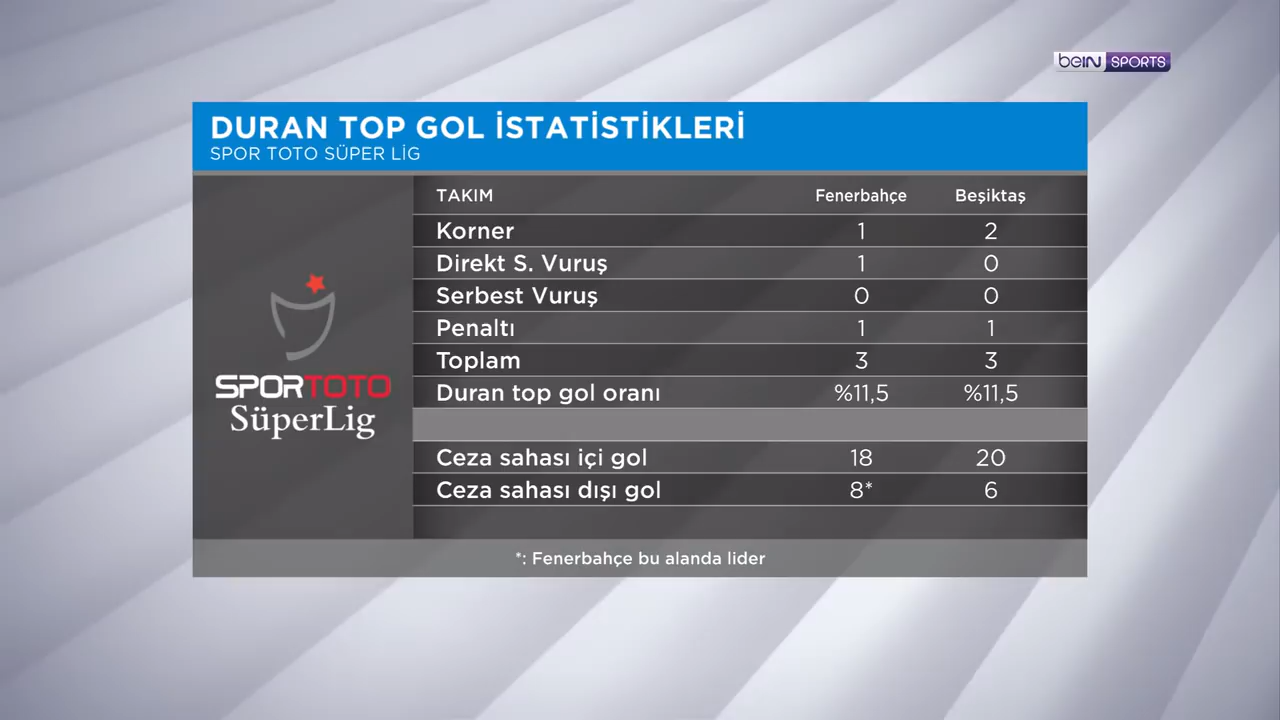 beIN SPORTS
DURAN TOP GOL İSTATİSTİKLERİ
SPOR TOTO SÜPER LİG
TAKIM Fenerbahçe Beşiktaş
Korner 1 2
Direkt S. Vuruş 1 0
Serbest Vuruş 0 0
Penaltı 1 1
Toplam 3 3
Duran top gol oranı %11,5 %11,5
Ceza sahası içi gol 18 20
Ceza sahası dışı gol 8* 6
SPORTOTO
SüperLig
*: Fenerbahçe bu alanda lider